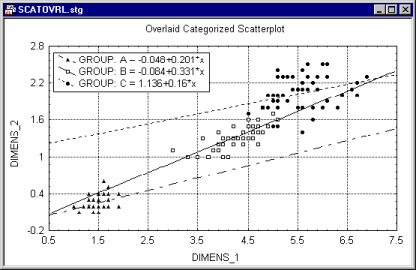 SCATOVRL.stg
Overlaid Categorized Scatterplot
GROUP: A - -0.048+0.201*x
GROUP: B - -0.084+0.331*x
GROUP: C = 1.136+0.16*x
DIMENS_2
2.8
2.2
1.6
1
0.4
-0.2
0.5
1.5
2.5
3.5
4.5
5.5
6.5
7.5
DIMENS_1